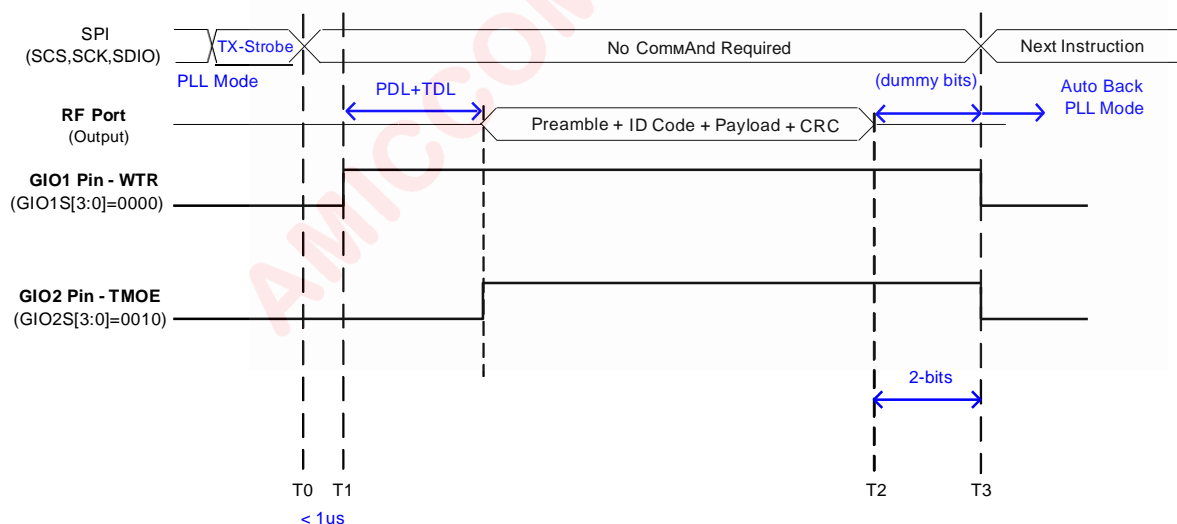 SPI
(SCS,SCK,SDIO)
TX-Strobe
No ComMAnd Required
Next Instruction
PLL Mode
PDL+TDL
(dummy bits)
Auto Back
PLL Mode
RF Port
(Output)
Preamble + ID Code + Payload + CRC
GIO1 Pin - WTR
(GIO1S[3:0]=0000)
GIO2 Pin - TMOE
(GIO2S[3:0]=0010)
2-bits
T0
T1
T2
T3
< 1us
AMICCOM